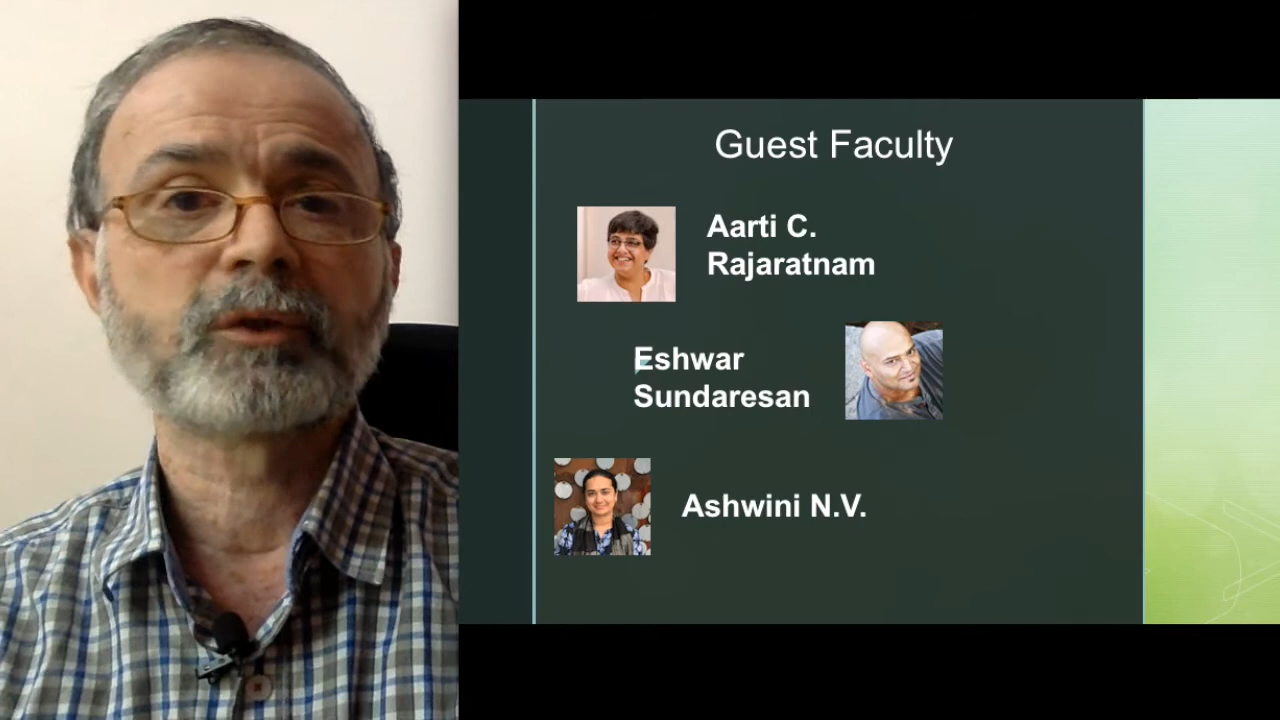 Guest Faculty
Aarti C.
Rajaratnam
Eshwar
Sundaresan
Ashwini N.V.